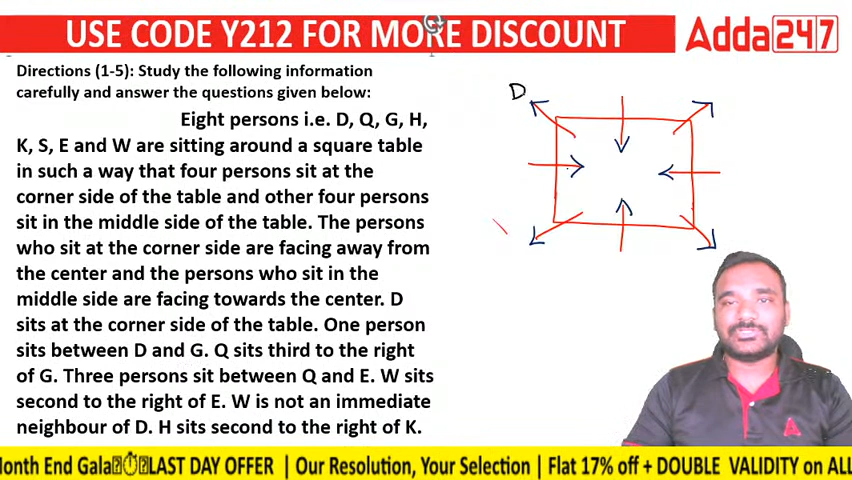 USE CODE Y212 FOR MORE DISCOUNT
Adda247
Directions (1-5): Study the following information
carefully and answer the questions given below:
Eight persons i.e. D, Q, G, H,
K, S, E and W are sitting around a square table
in such a way that four persons sit at the
corner side of the table and other four persons
sit in the middle side of the table. The persons
who sit at the corner side are facing away from
the center and the persons who sit in the
middle side are facing towards the center. D
sits at the corner side of the table. One person
sits between D and G. Q sits third to the right
of G. Three persons sit between Q and E. W sits
second to the right of E. W is not an immediate
neighbour of D. H sits second to the right of K.
D
Month End Gala⏱LAST DAY OFFER | Our Resolution, Your Selection | Flat 17% off + DOUBLE VALIDITY on ALL